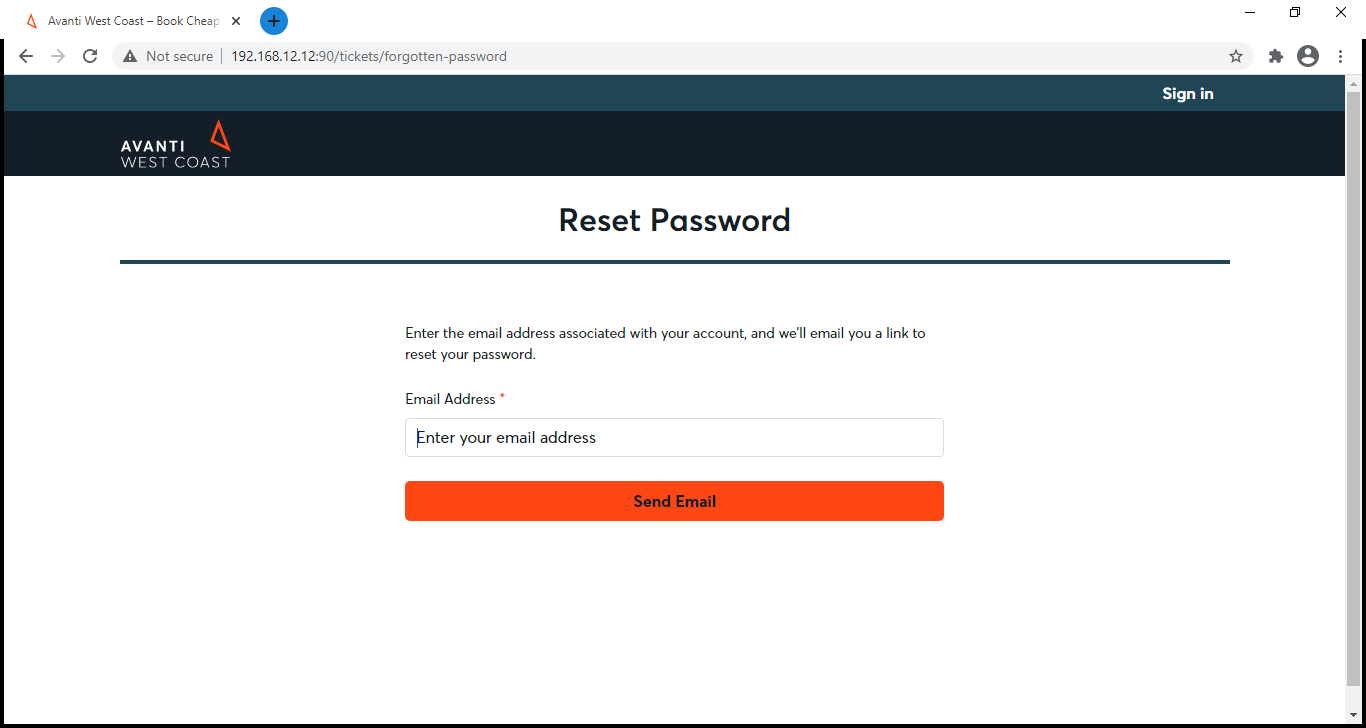 Avanti West Coast – Book Cheap
Not secure
192.168.12.12:90/tickets/forgotten-password
Sign in
AVANTI
WEST COAST
Reset Password
Enter the email address associated with your account, and we'll email you a link to
reset your password.
Email Address *
Enter your email address
Send Email